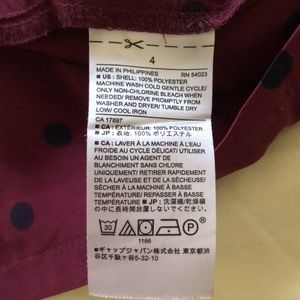 4
MADE IN PHILIPPINES RN 54023
■ US: SHELL: 100% POLYESTER
MACHINE WASH COLD GENTLE CYCLE/
ONLY NON-CHLORINE BLEACH WHEN
NEEDED/ REMOVE PROMPTLY FROM
WASHER AND DRYER/ TUMBLE DRY
LOW/ COOL IRON
CA 17897
■ CA: EXTERIEUR: 100% POLYESTER
■ JP: 表地: 100% ポリエステル
■ CA: LAVER À LA MACHINE À L'EAU
FROIDE AU CYCLE DÉLICAT/ UTILISER
AU BESOIN UN AGENT DE
BLANCHIMENT SANS CHLORE
UNIQUEMENT/ RETIRER RAPIDEMENT
DE LA LAVEUSE ET DE LA SÉCHEUSE/
SÉCHER À LA MACHINE À BASSE
TEMPÉRATURE/ REPASSER À BASSE
TEMPÉRATURE ■ JP: 洗濯機/乾燥機
の中に長時間放置しないでください
30
1166
■ギャップジャパン株式会社 東京都渋
谷区千駄ヶ谷5-32-10